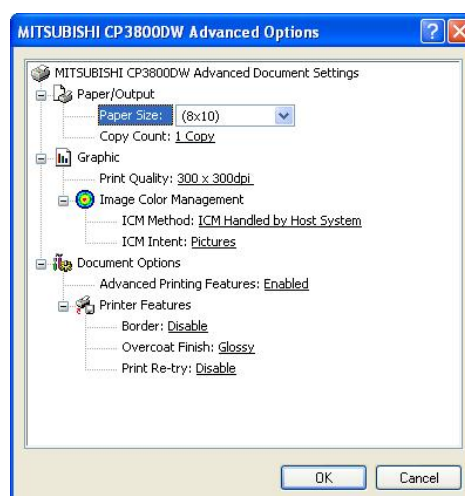 MITSUBISHI CP3800DW Advanced Options
MITSUBISHI CP3800DW Advanced Document Settings
Paper/Output
Paper Size: (8x10)
Copy Count: 1 Copy
Graphic
Print Quality: 300 x 300dpi
Image Color Management
ICM Method: ICM Handled by Host System
ICM Intent: Pictures
Document Options
Advanced Printing Features: Enabled
Printer Features
Border: Disable
Overcoat Finish: Glossy
Print Re-try: Disable
OK Cancel